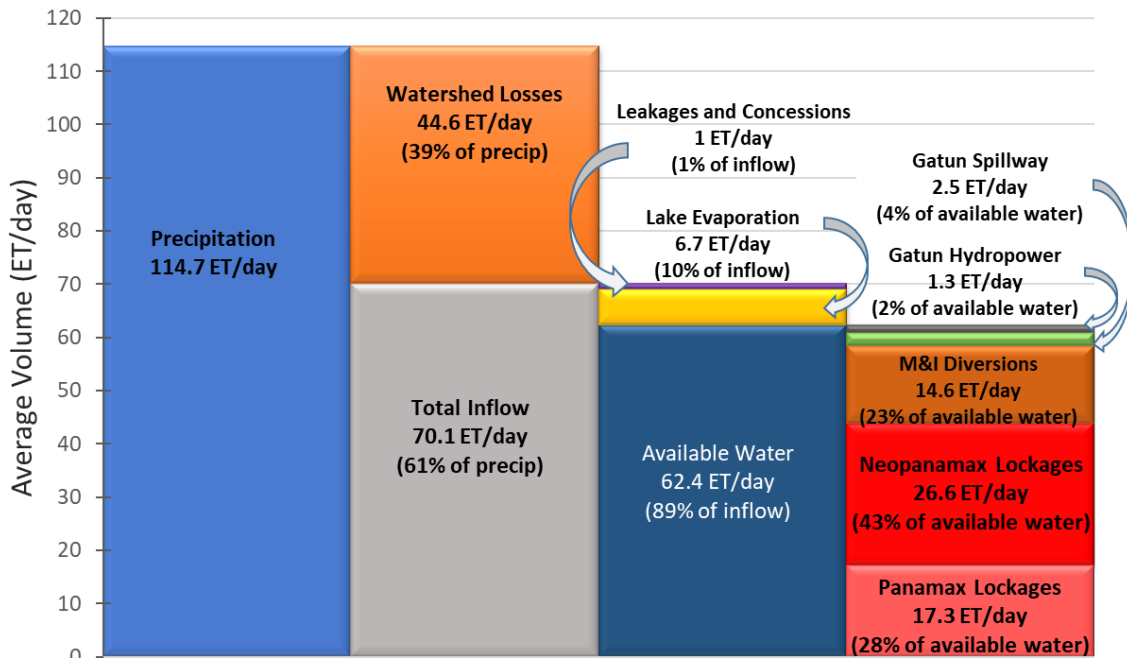 Average Volume (ET/day)
120
110
100
90
80
70
60
50
40
30
20
10
0
Precipitation
114.7 ET/day
Watershed Losses
44.6 ET/day
(39% of precip)
Total Inflow
70.1 ET/day
(61% of precip)
Leakages and Concessions
1 ET/day
(1% of inflow)
Lake Evaporation
6.7 ET/day
(10% of inflow)
Available Water
62.4 ET/day
(89% of inflow)
Gatun Spillway
2.5 ET/day
(4% of available water)
Gatun Hydropower
1.3 ET/day
(2% of available water)
M&I Diversions
14.6 ET/day
(23% of available water)
Neopanamax Lockages
26.6 ET/day
(43% of available water)
Panamax Lockages
17.3 ET/day
(28% of available water)